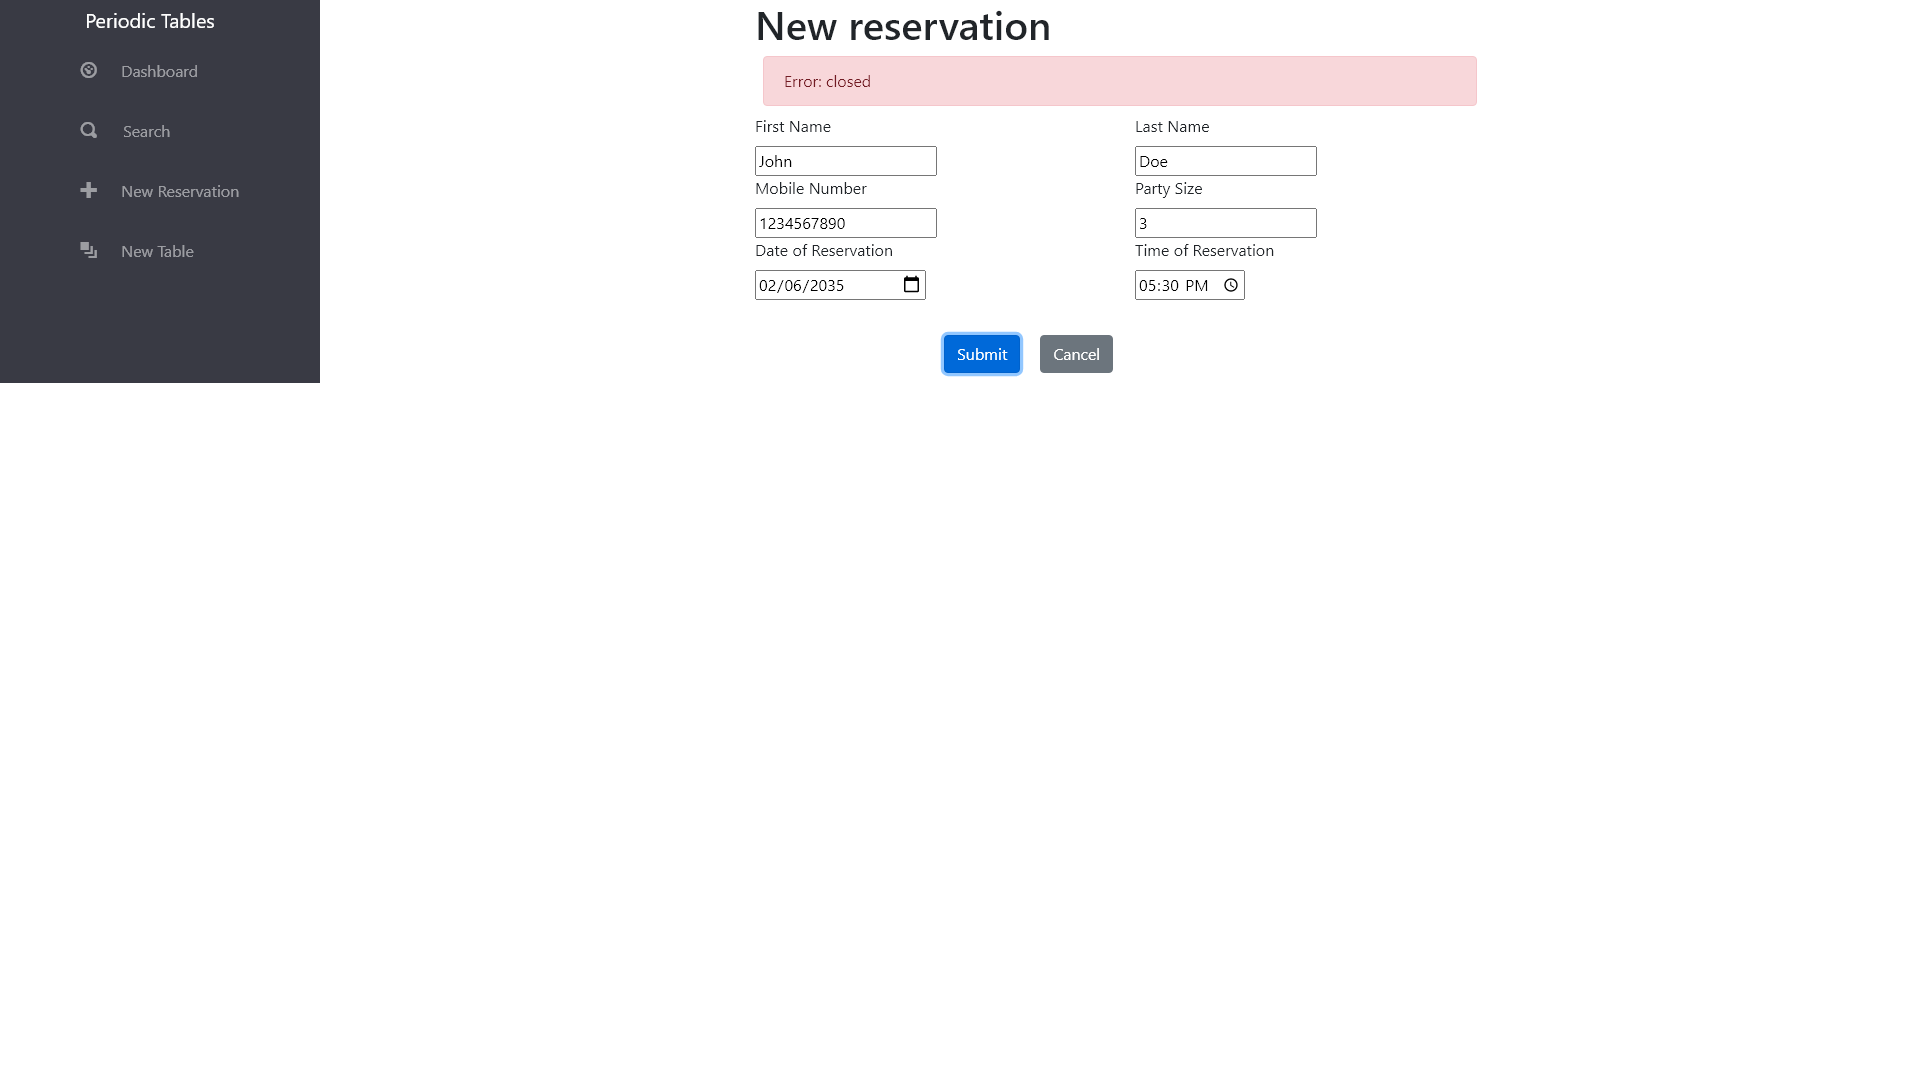 Periodic Tables
Dashboard
Search
New Reservation
New Table
New reservation
Error: closed
First Name
Last Name
John
Doe
Mobile Number
Party Size
1234567890
3
Date of Reservation
Time of Reservation
02/06/2035
05:30 PM
Submit
Cancel